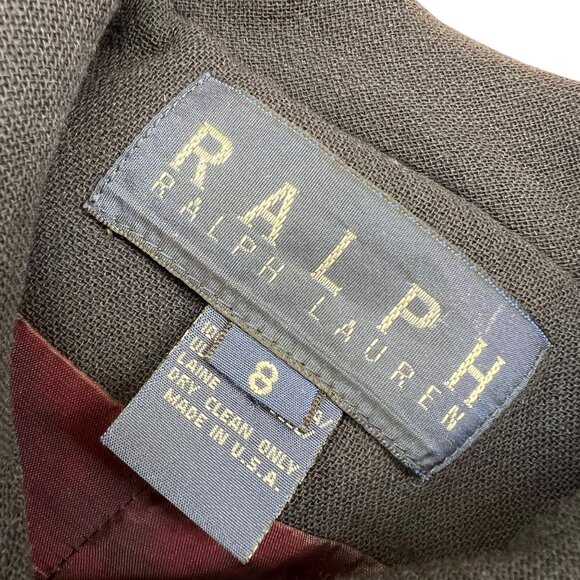 RALPH
RALPH LAUREN
8
LAINE
DRY CLEAN ONLY
MADE IN U.S.A.